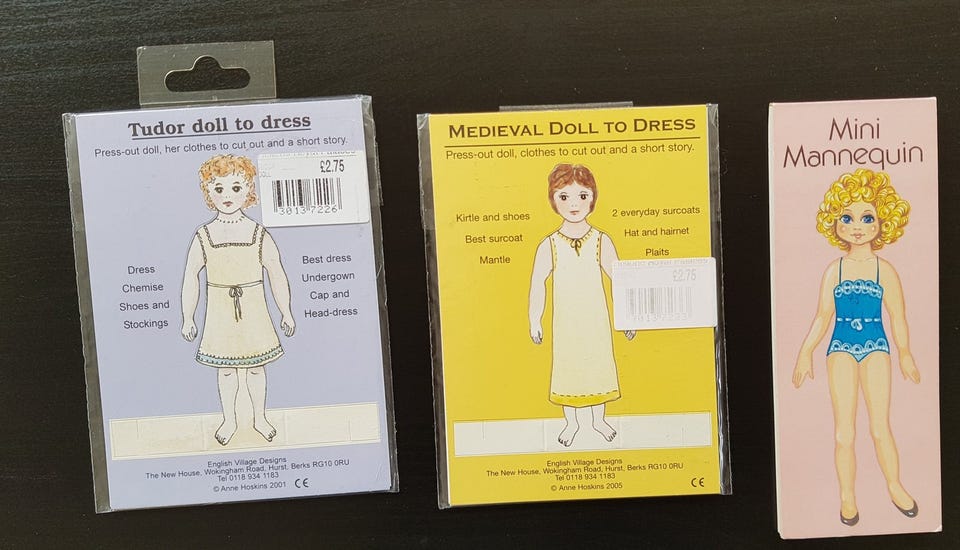 Tudor doll to dress
Press-out doll, her clothes to cut out and a short story.
£2.75
30137226
Dress
Chemise
Shoes and
Stockings
Best dress
Undergown
Cap and
Head-dress
English Village Designs
The New House, Wokingham Road, Hurst, Berks RG10 0RU
Tel 0118 934 1183
© Anne Hoskins 2001 CE
MEDIEVAL DOLL TO DRESS
Press-out doll, clothes to cut out and a short story.
Kirtle and shoes
Best surcoat
Mantle
2 everyday surcoats
Hat and hairnet
Plaits
£2.75
English Village Designs
The New House, Wokingham Road, Hurst, Berks RG10 0RU
Tel 0118 934 1183
© Anne Hoskins 2005 CE
Mini
Mannequin